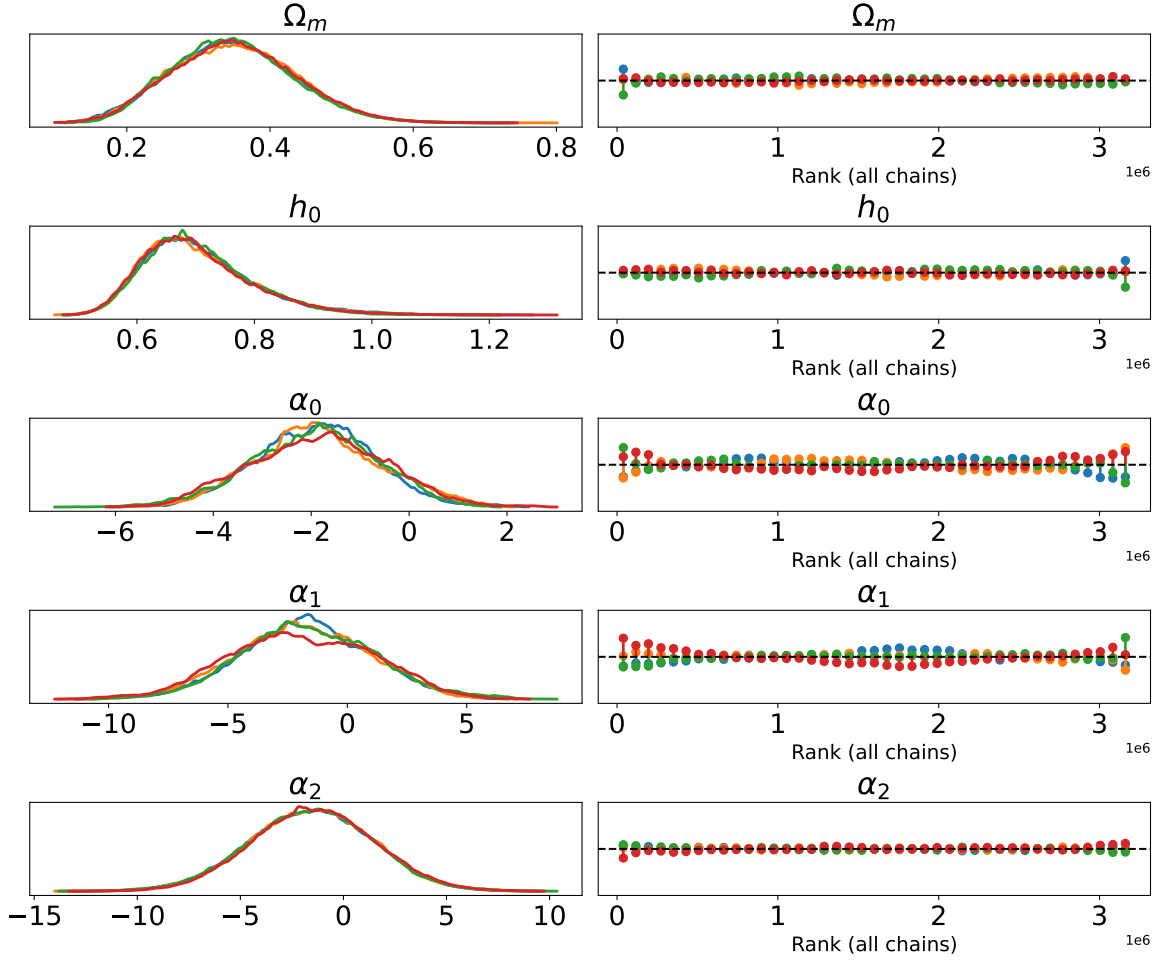 Ωₘ Ωₘ
0.2 0.4 0.6 0.8 0 1 2 3
Rank (all chains) 1e6
h₀ h₀
0.6 0.8 1.0 1.2 0 1 2 3
Rank (all chains) 1e6
α₀ α₀
−6 −4 −2 0 2 0 1 2 3
Rank (all chains) 1e6
α₁ α₁
−10 −5 0 5 0 1 2 3
Rank (all chains) 1e6
α₂ α₂
−15 −10 −5 0 5 10 0 1 2 3
Rank (all chains) 1e6